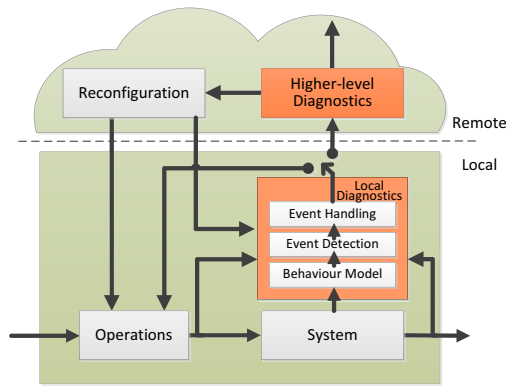 Reconfiguration
Higher-level
Diagnostics
Remote
Local
Local
Diagnostics
Event Handling
Event Detection
Behaviour Model
Operations
System